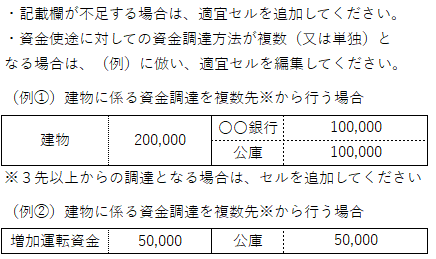 ・記載欄が不足する場合は、適宜セルを追加してください。
・資金使途に対しての資金調達方法が複数（又は単独）と
なる場合は、（例）に倣い、適宜セルを編集してください。
（例①）建物に係る資金調達を複数先※から行う場合
建物 200,000 〇〇銀行 100,000
公庫 100,000
※３先以上からの調達となる場合は、セルを追加してください
（例②）建物に係る資金調達を複数先※から行う場合
増加運転資金 50,000 公庫 50,000